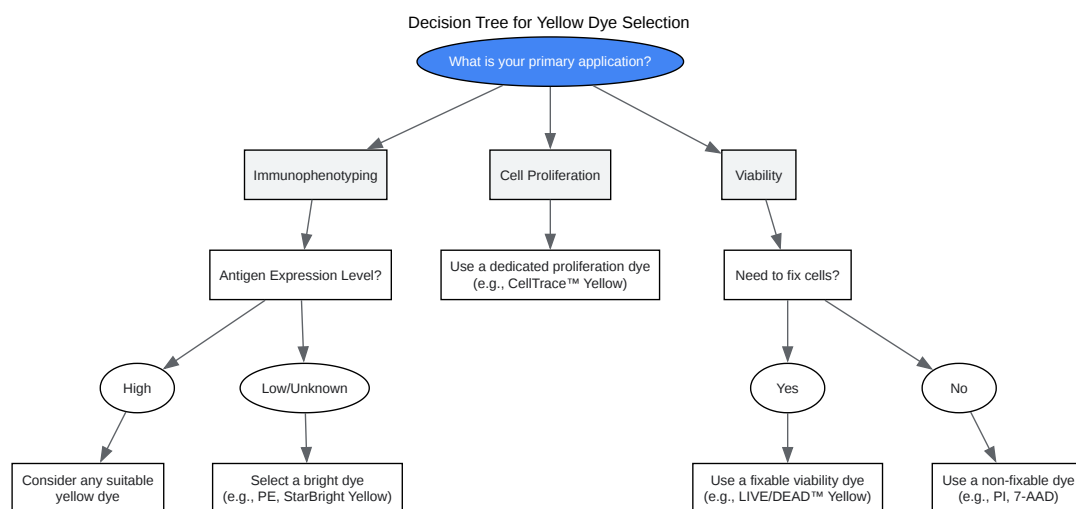 Decision Tree for Yellow Dye Selection
What is your primary application?
Immunophenotyping
Cell Proliferation
Viability
Antigen Expression Level?
Use a dedicated proliferation dye
(e.g., CellTrace™ Yellow)
Need to fix cells?
High
Low/Unknown
Yes
No
Consider any suitable
yellow dye
Select a bright dye
(e.g., PE, StarBright Yellow)
Use a fixable viability dye
(e.g., LIVE/DEAD™ Yellow)
Use a non-fixable dye
(e.g., PI, 7-AAD)